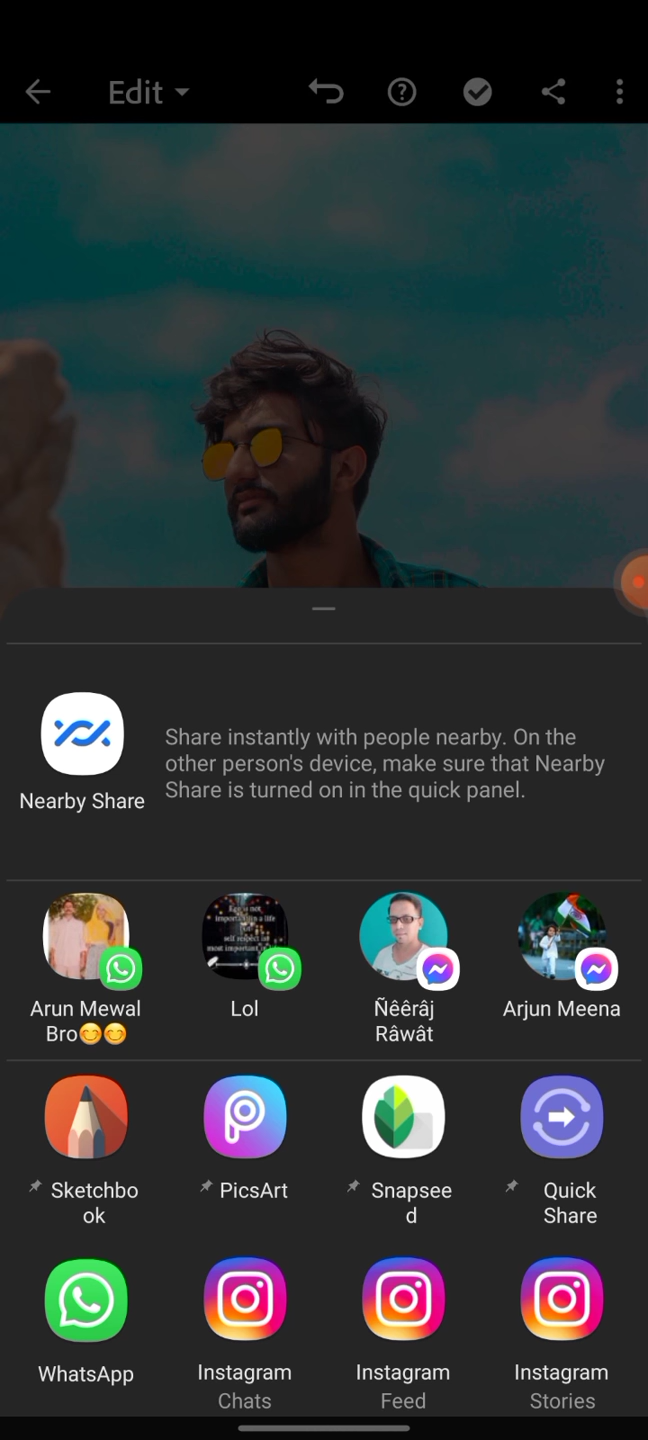 Edit
Share instantly with people nearby. On the
other person's device, make sure that Nearby
Share is turned on in the quick panel.
Nearby Share
Arun Mewal
Bro😊😊
Lol
Ñêêrâj
Râwât
Arjun Meena
Sketchbo
ok
PicsArt
Snapsee
d
Quick
Share
WhatsApp
Instagram
Chats
Instagram
Feed
Instagram
Stories